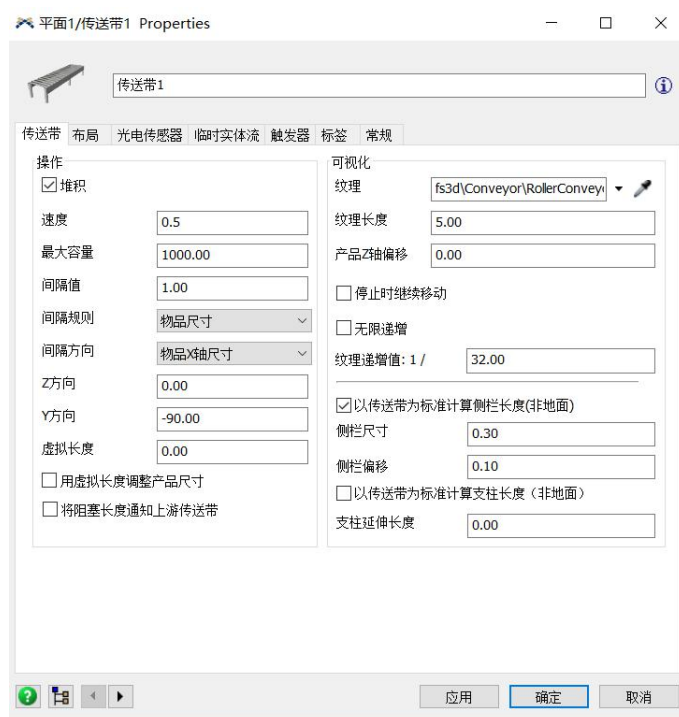 平面1/传送带1 Properties
传送带1
传送带 布局 光电传感器 临时实体流 触发器 标签 常规
操作
堆积
速度 0.5
最大容量 1000.00
间隔值 1.00
间隔规则 物品尺寸
间隔方向 物品X轴尺寸
Z方向 0.00
Y方向 -90.00
虚拟长度 0.00
用虚拟长度调整产品尺寸
将阻塞长度通知上游传送带
可视化
纹理 fs3d\Conveyor\RollerConvey
纹理长度 5.00
产品Z轴偏移 0.00
停止时继续移动
无限递增
纹理递增值: 1 / 32.00
以传送带为标准计算侧栏长度(非地面)
侧栏尺寸 0.30
侧栏偏移 0.10
以传送带为标准计算支柱长度（非地面）
支柱延伸长度 0.00
应用 确定 取消